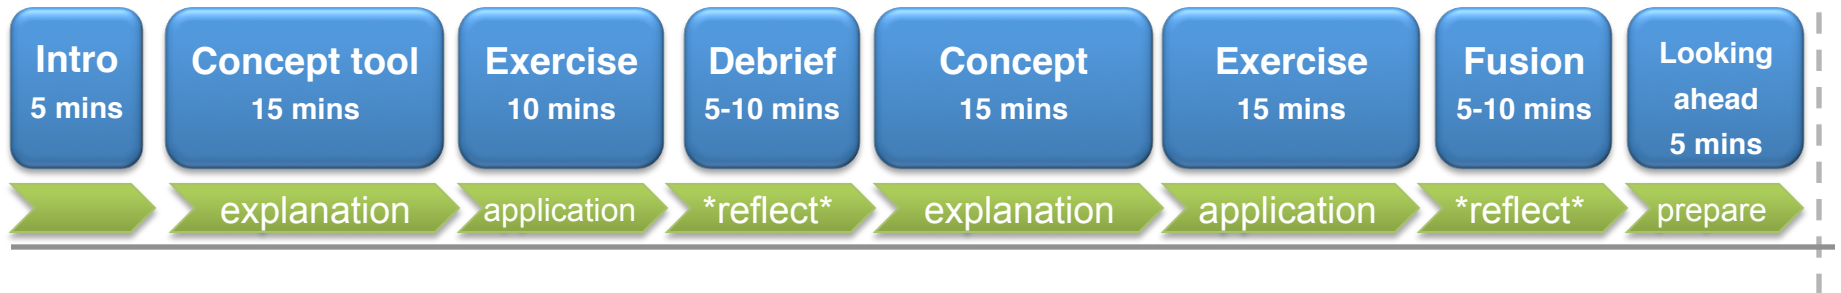 Intro
5 mins
Concept tool
15 mins
Exercise
10 mins
Debrief
5-10 mins
Concept
15 mins
Exercise
15 mins
Fusion
5-10 mins
Looking
ahead
5 mins
explanation
application
*reflect*
explanation
application
*reflect*
prepare